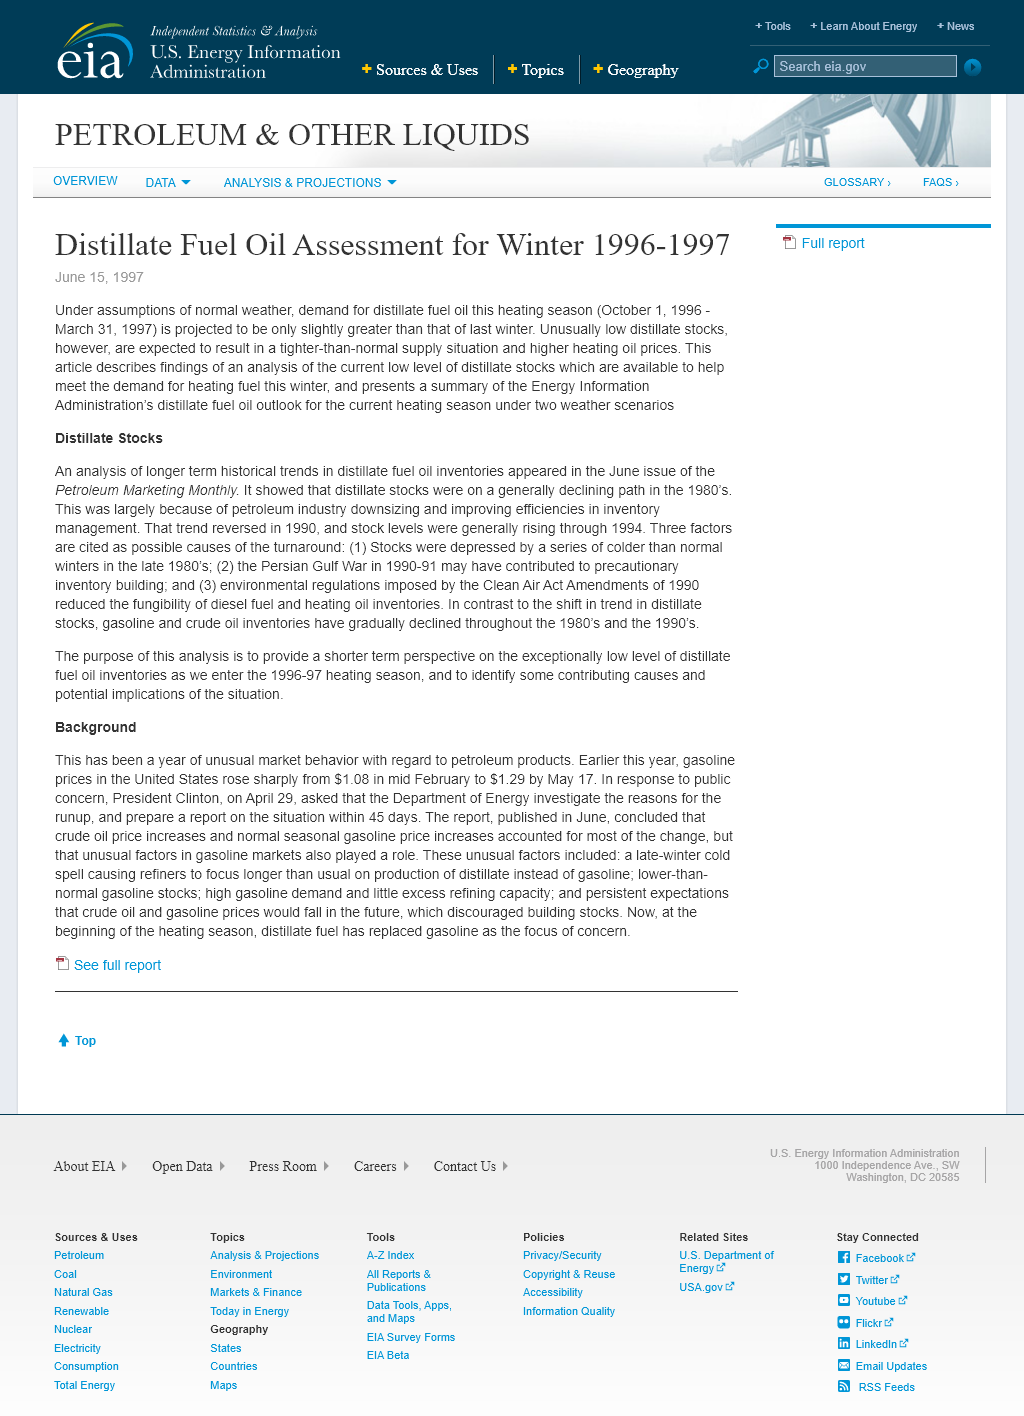 Independent Statistics & Analysis
eia U.S. Energy Information
Administration
+ Sources & Uses + Topics + Geography
+ Tools + Learn About Energy + News
Search eia.gov
PETROLEUM & OTHER LIQUIDS
OVERVIEW DATA ANALYSIS & PROJECTIONS GLOSSARY › FAQS ›
Distillate Fuel Oil Assessment for Winter 1996-1997
June 15, 1997
Full report
Under assumptions of normal weather, demand for distillate fuel oil this heating season (October 1, 1996 -
March 31, 1997) is projected to be only slightly greater than that of last winter. Unusually low distillate stocks,
however, are expected to result in a tighter-than-normal supply situation and higher heating oil prices. This
article describes findings of an analysis of the current low level of distillate stocks which are available to help
meet the demand for heating fuel this winter, and presents a summary of the Energy Information
Administration's distillate fuel oil outlook for the current heating season under two weather scenarios
Distillate Stocks
An analysis of longer term historical trends in distillate fuel oil inventories appeared in the June issue of the
Petroleum Marketing Monthly. It showed that distillate stocks were on a generally declining path in the 1980's.
This was largely because of petroleum industry downsizing and improving efficiencies in inventory
management. That trend reversed in 1990, and stock levels were generally rising through 1994. Three factors
are cited as possible causes of the turnaround: (1) Stocks were depressed by a series of colder than normal
winters in the late 1980's; (2) the Persian Gulf War in 1990-91 may have contributed to precautionary
inventory building; and (3) environmental regulations imposed by the Clean Air Act Amendments of 1990
reduced the fungibility of diesel fuel and heating oil inventories. In contrast to the shift in trend in distillate
stocks, gasoline and crude oil inventories have gradually declined throughout the 1980's and the 1990's.
The purpose of this analysis is to provide a shorter term perspective on the exceptionally low level of distillate
fuel oil inventories as we enter the 1996-97 heating season, and to identify some contributing causes and
potential implications of the situation.
Background
This has been a year of unusual market behavior with regard to petroleum products. Earlier this year, gasoline
prices in the United States rose sharply from $1.08 in mid February to $1.29 by May 17. In response to public
concern, President Clinton, on April 29, asked that the Department of Energy investigate the reasons for the
runup, and prepare a report on the situation within 45 days. The report, published in June, concluded that
crude oil price increases and normal seasonal gasoline price increases accounted for most of the change, but
that unusual factors in gasoline markets also played a role. These unusual factors included: a late-winter cold
spell causing refiners to focus longer than usual on production of distillate instead of gasoline; lower-than-
normal gasoline stocks; high gasoline demand and little excess refining capacity; and persistent expectations
that crude oil and gasoline prices would fall in the future, which discouraged building stocks. Now, at the
beginning of the heating season, distillate fuel has replaced gasoline as the focus of concern.
See full report
Top
About EIA Open Data Press Room Careers Contact Us
U.S. Energy Information Administration
1000 Independence Ave., SW
Washington, DC 20585
Sources & Uses
Petroleum
Coal
Natural Gas
Renewable
Nuclear
Electricity
Consumption
Total Energy
Topics
Analysis & Projections
Environment
Markets & Finance
Today in Energy
Geography
States
Countries
Maps
Tools
A-Z Index
All Reports &
Publications
Data Tools, Apps,
and Maps
EIA Survey Forms
EIA Beta
Policies
Privacy/Security
Copyright & Reuse
Accessibility
Information Quality
Related Sites
U.S. Department of
Energy
USA.gov
Stay Connected
Facebook
Twitter
Youtube
Flickr
LinkedIn
Email Updates
RSS Feeds